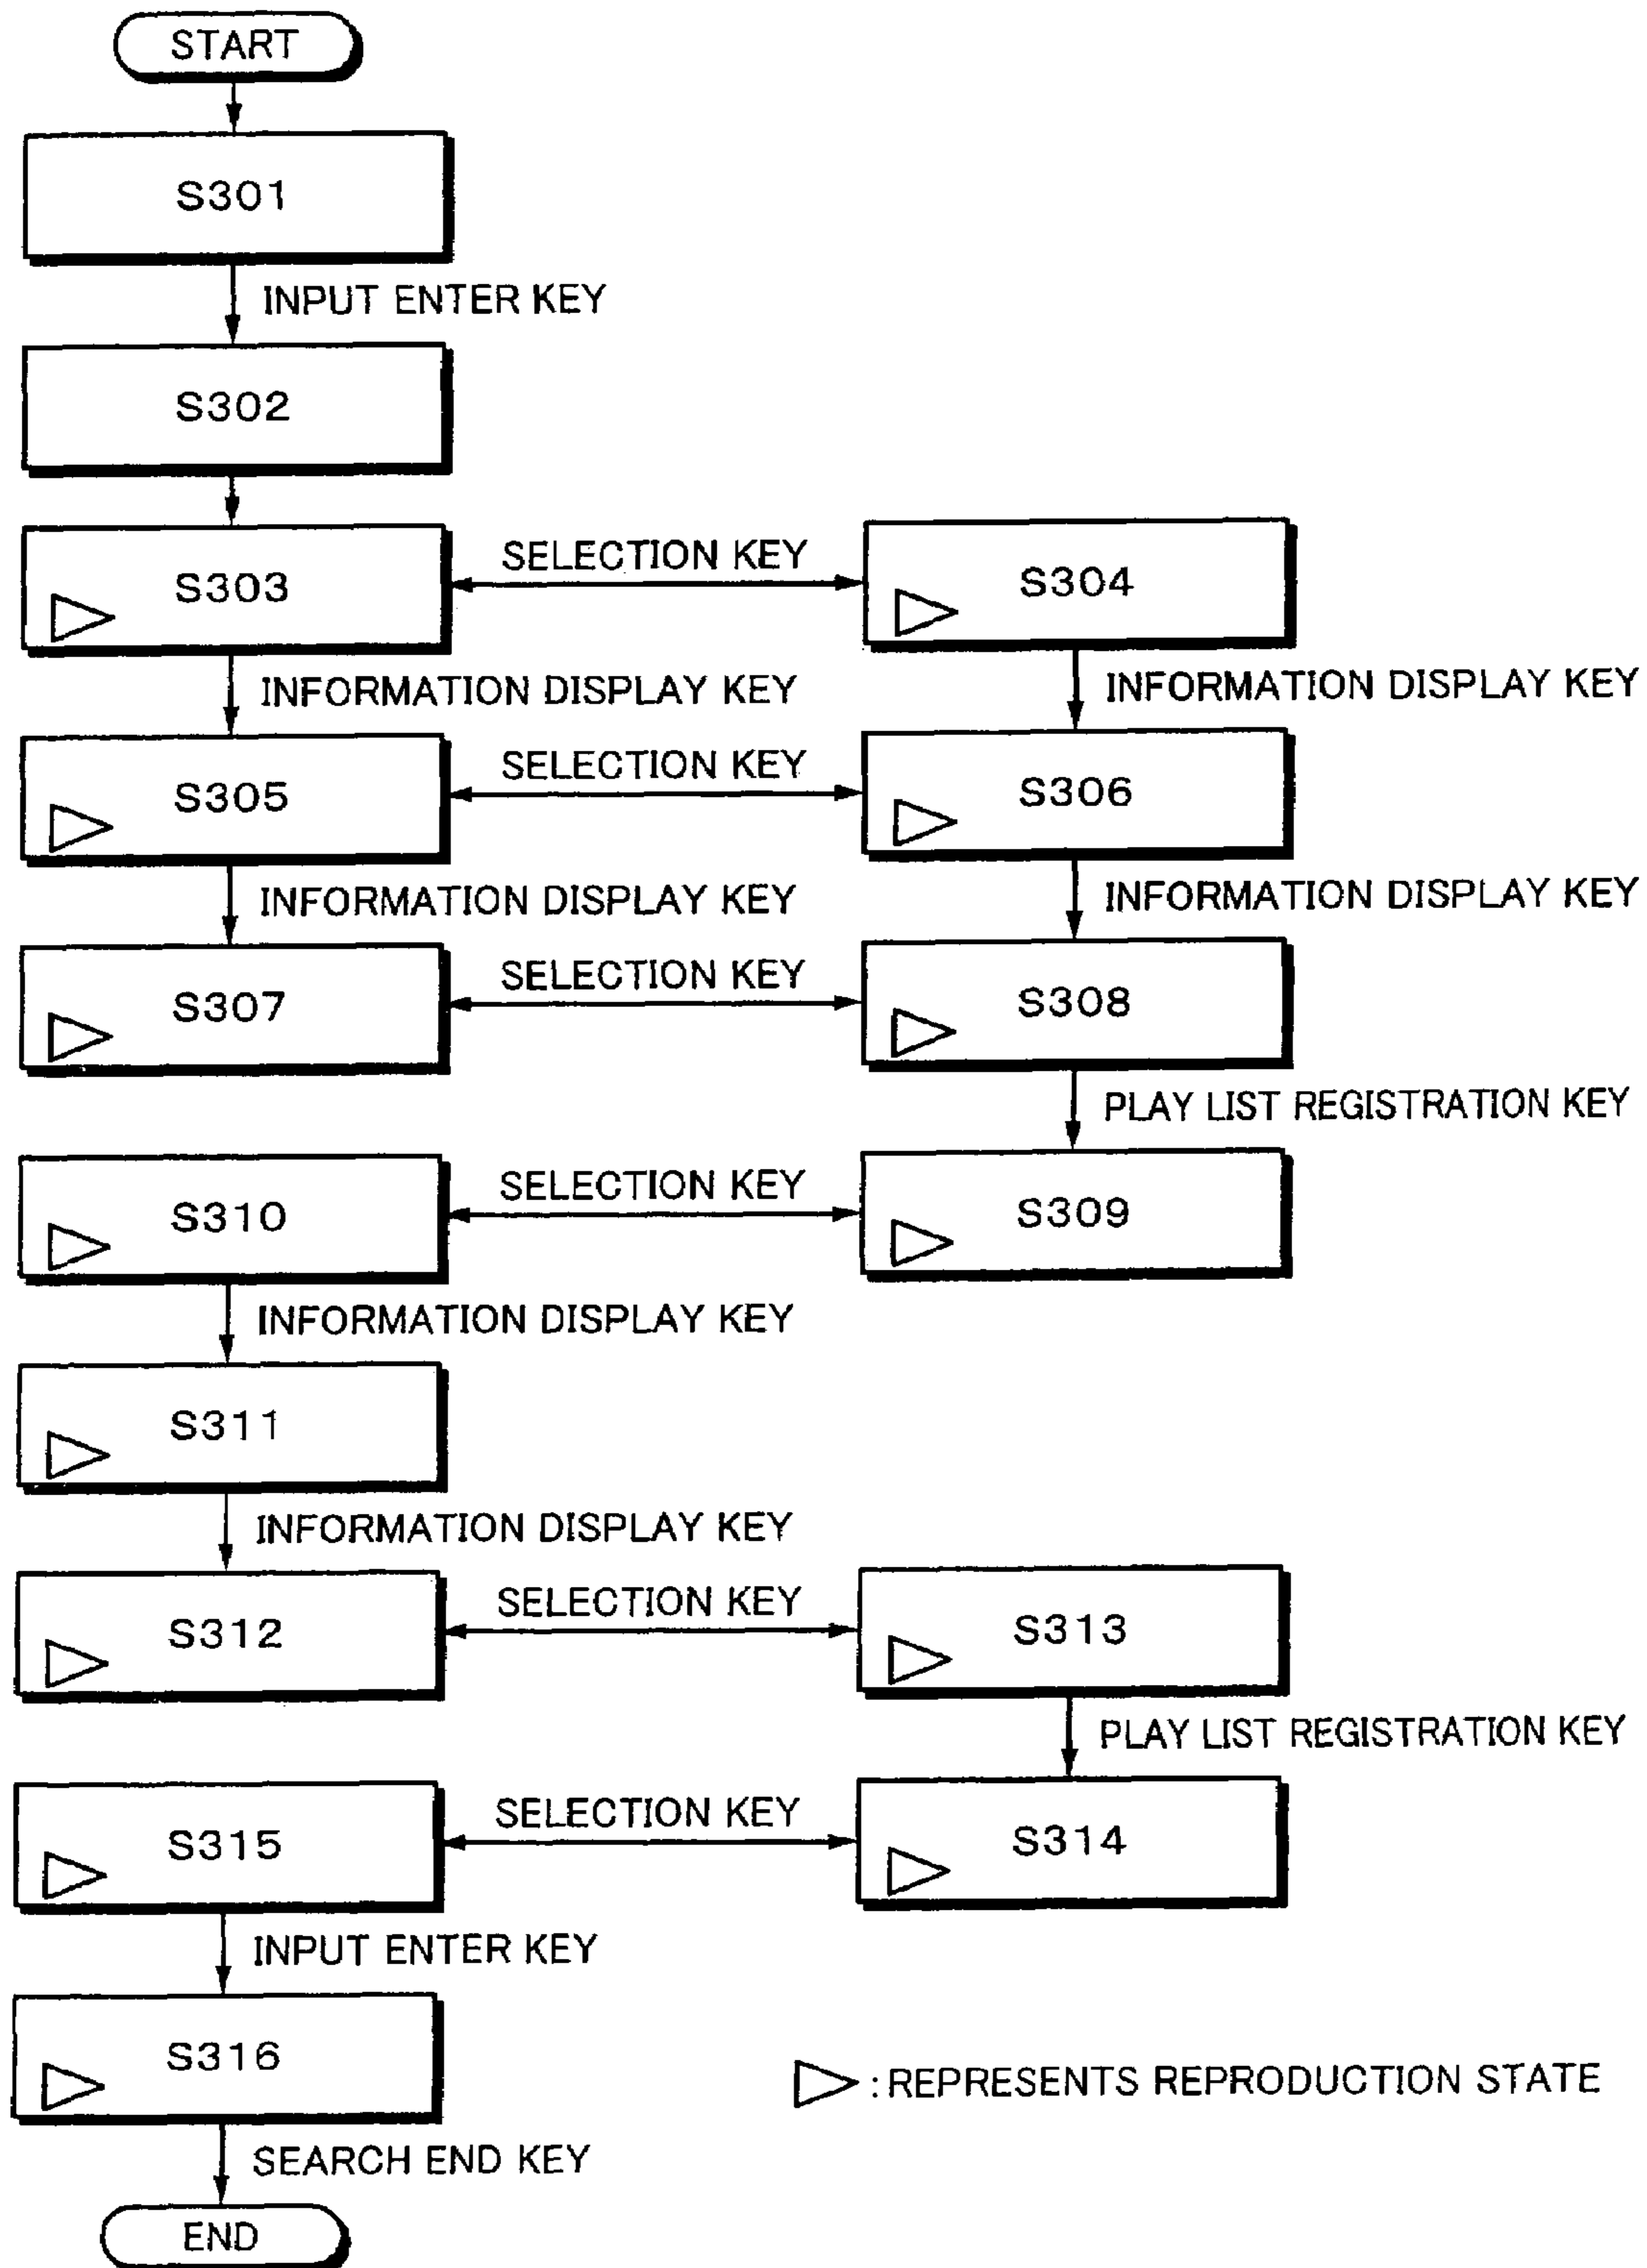 START
S301
INPUT ENTER KEY
S302
S303
SELECTION KEY
S304
INFORMATION DISPLAY KEY
INFORMATION DISPLAY KEY
S305
SELECTION KEY
S306
INFORMATION DISPLAY KEY
INFORMATION DISPLAY KEY
S307
SELECTION KEY
S308
PLAY LIST REGISTRATION KEY
S310
SELECTION KEY
S309
INFORMATION DISPLAY KEY
S311
INFORMATION DISPLAY KEY
S312
SELECTION KEY
S313
PLAY LIST REGISTRATION KEY
S315
SELECTION KEY
S314
INPUT ENTER KEY
S316
: REPRESENTS REPRODUCTION STATE
SEARCH END KEY
END